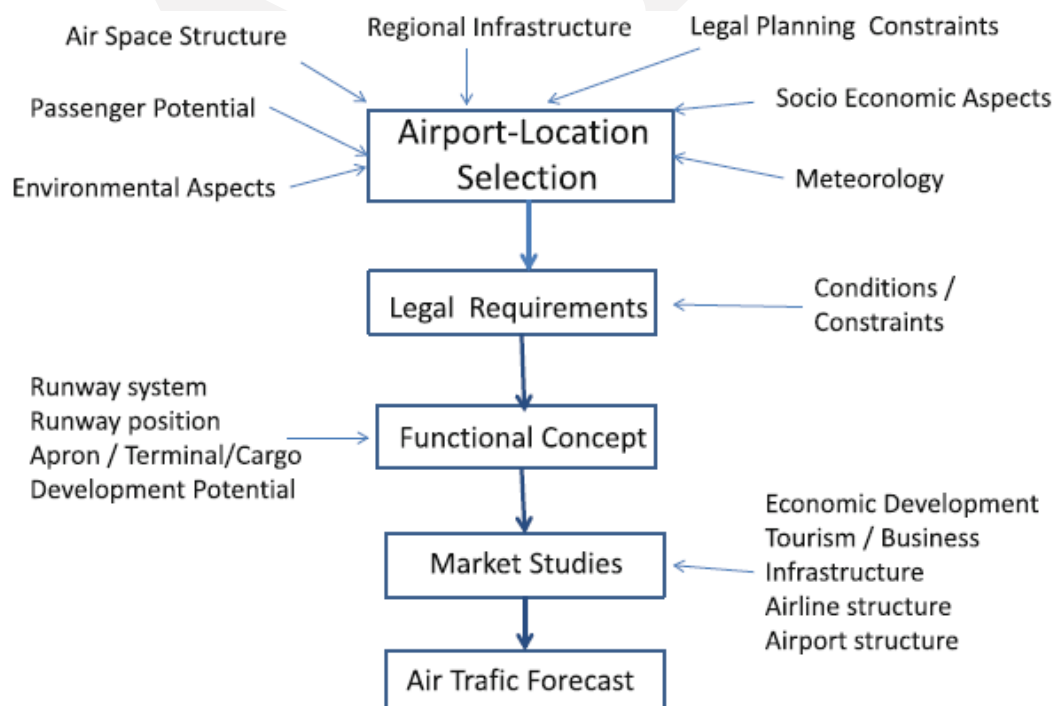 Air Space Structure
Regional Infrastructure
Legal Planning Constraints
Passenger Potential
Socio Economic Aspects
Environmental Aspects
Meteorology
Airport-Location
Selection
Legal Requirements
Conditions /
Constraints
Runway system
Runway position
Apron / Terminal/Cargo
Development Potential
Functional Concept
Market Studies
Economic Development
Tourism / Business
Infrastructure
Airline structure
Airport structure
Air Trafic Forecast